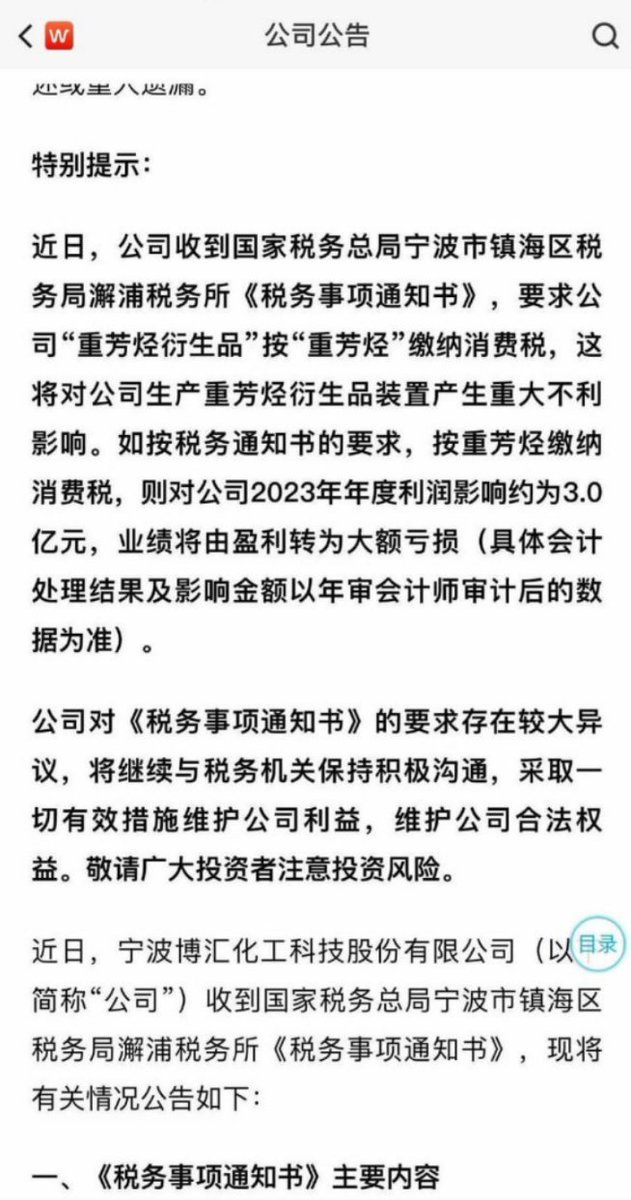 W
公司公告
述或重大遗漏。
特别提示：
近日，公司收到国家税务总局宁波市镇海区税
务局澥浦税务所《税务事项通知书》，要求公
司“重芳烃衍生品”按“重芳烃”缴纳消费税，这
将对公司生产重芳烃衍生品装置产生重大不利
影响。如按税务通知书的要求，按重芳烃缴纳
消费税，则对公司2023年年度利润影响约为3.0
亿元，业绩将由盈利转为大额亏损（具体会计
处理结果及影响金额以年审会计师审计后的数
据为准）。
公司对《税务事项通知书》的要求存在较大异
议，将继续与税务机关保持积极沟通，采取一
切有效措施维护公司利益，维护公司合法权
益。敬请广大投资者注意投资风险。
近日，宁波博汇化工科技股份有限公司（以
目录
简称“公司”）收到国家税务总局宁波市镇海区
税务局澥浦税务所《税务事项通知书》，现将
有关情况公告如下：
一、《税务事项通知书》主要内容